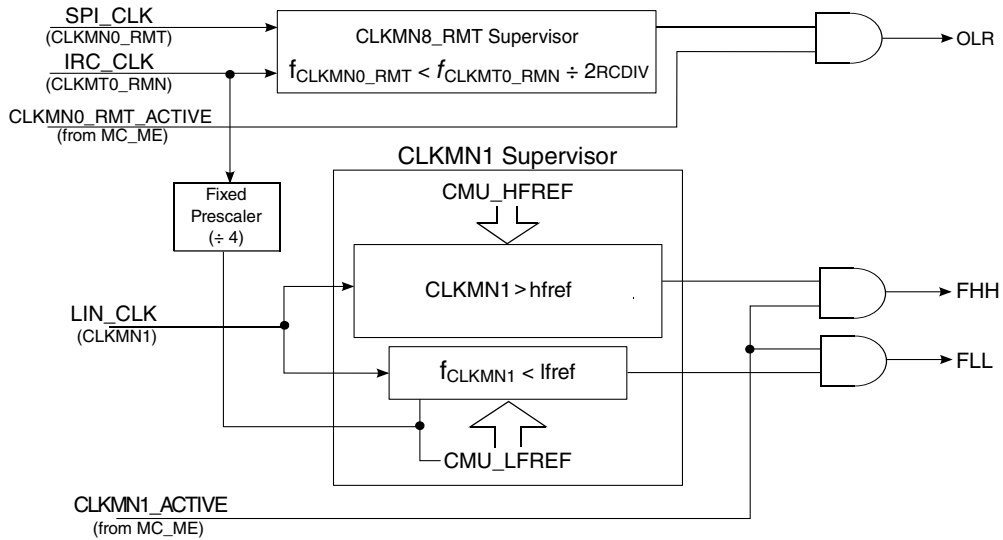 SPI_CLK
(CLKMN0_RMT)
IRC_CLK
(CLKMT0_RMN)
CLKMN0_RMT_ACTIVE
(from MC_ME)
CLKMN8_RMT Supervisor
fCLKMN0_RMT < fCLKMT0_RMN ÷ 2RCDIV
OLR
CLKMN1 Supervisor
Fixed
Prescaler
(÷ 4)
CMU_HFREF
CLKMN1 > hfref
FHH
LIN_CLK
(CLKMN1)
fCLKMN1 < lfref
FLL
CMU_LFREF
CLKMN1_ACTIVE
(from MC_ME)